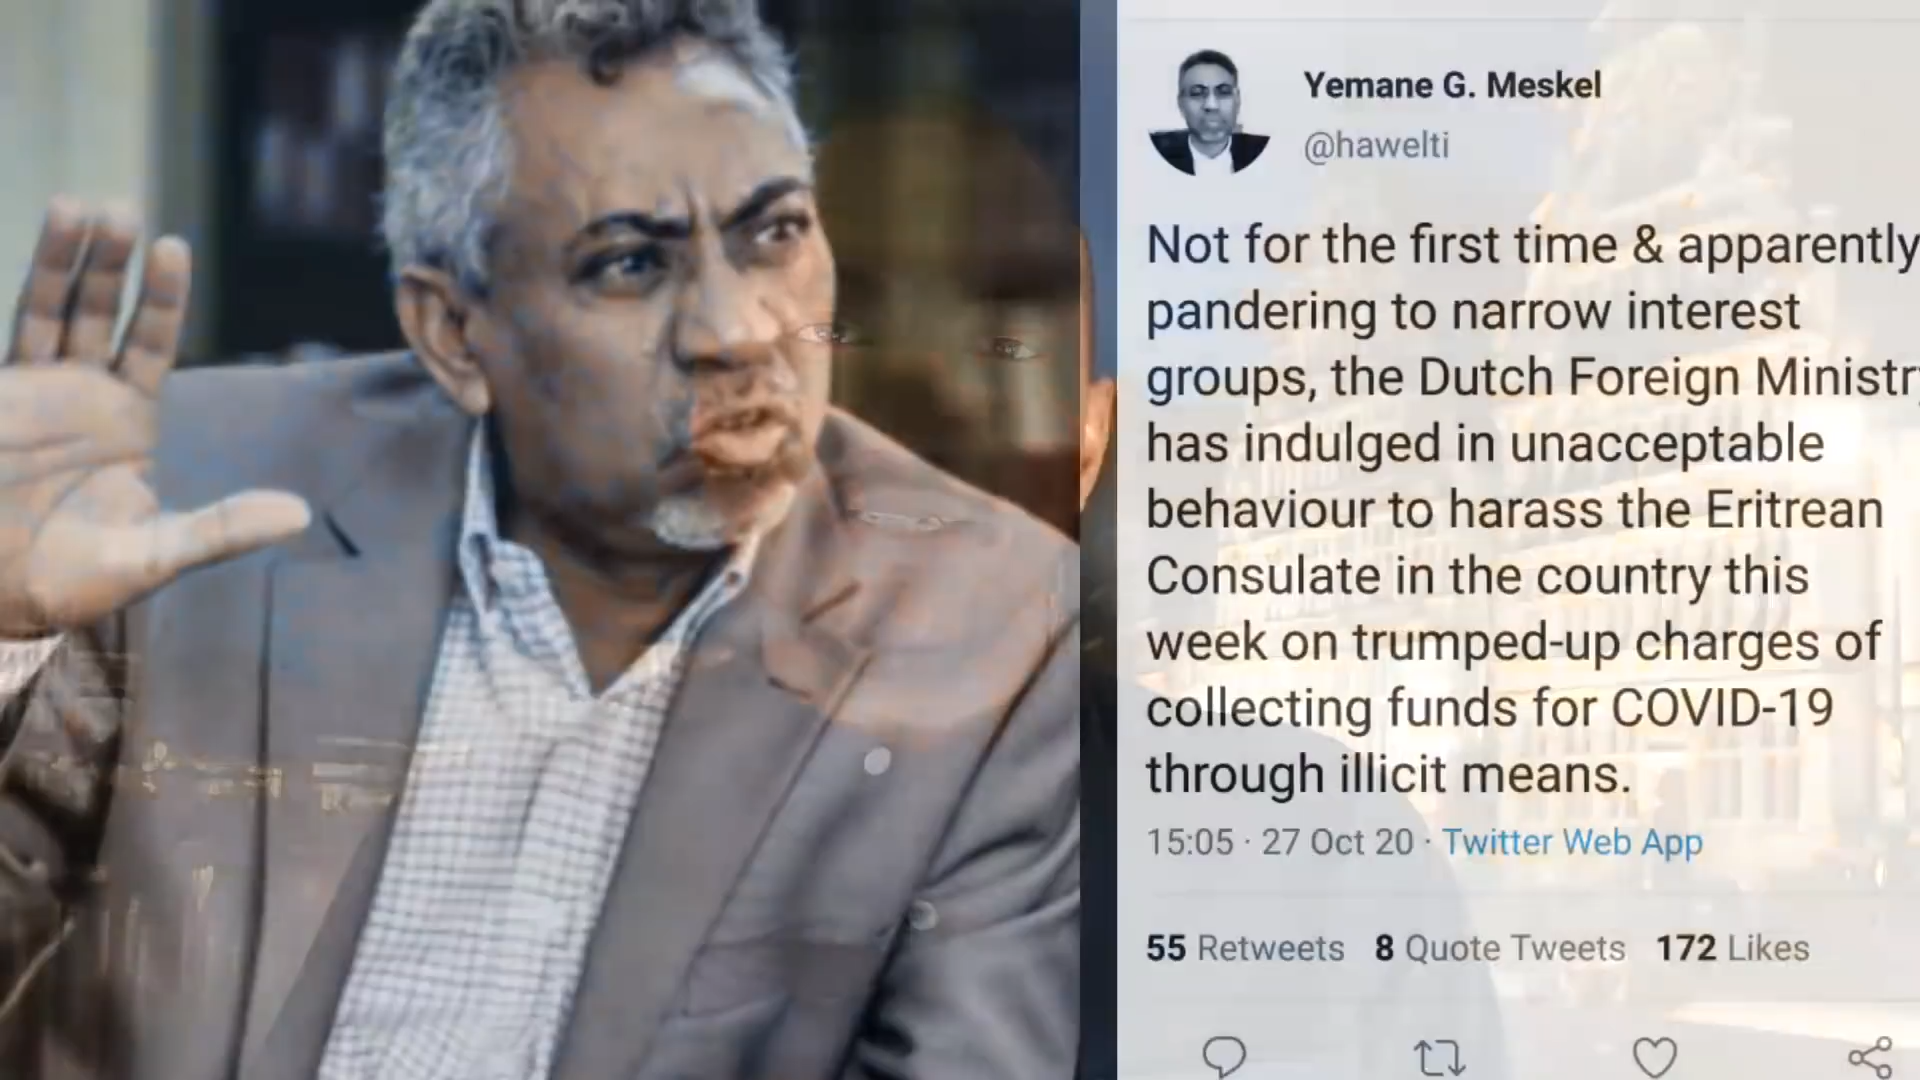 Yemane G. Meskel
@hawelti
Not for the first time & apparently
pandering to narrow interest
groups, the Dutch Foreign Ministr
has indulged in unacceptable
behaviour to harass the Eritrean
Consulate in the country this
week on trumped-up charges of
collecting funds for COVID-19
through illicit means.
15:05 · 27 Oct 20 · Twitter Web App
55 Retweets 8 Quote Tweets 172 Likes